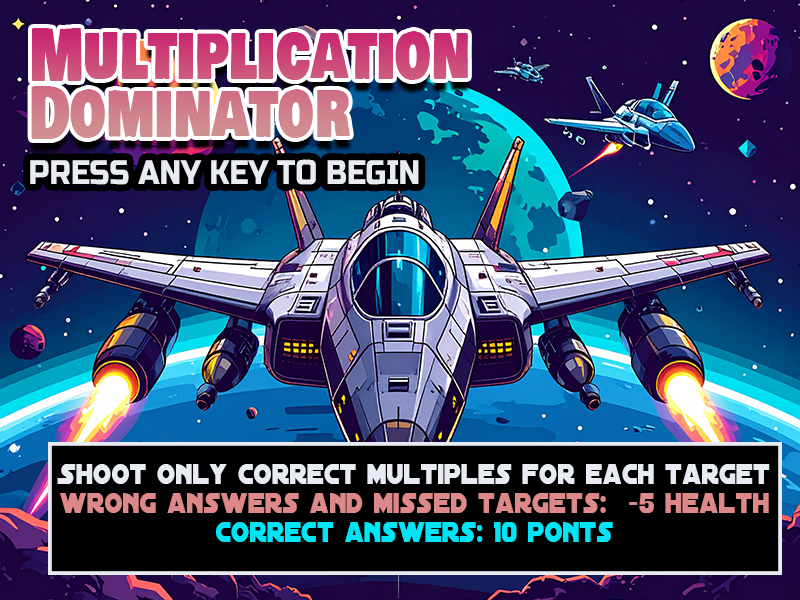 MULTIPLICATION
DOMINATOR
PRESS ANY KEY TO BEGIN
SHOOT ONLY CORRECT MULTIPLES FOR EACH TARGET
WRONG ANSWERS AND MISSED TARGETS: -5 HEALTH
CORRECT ANSWERS: 10 PONTS